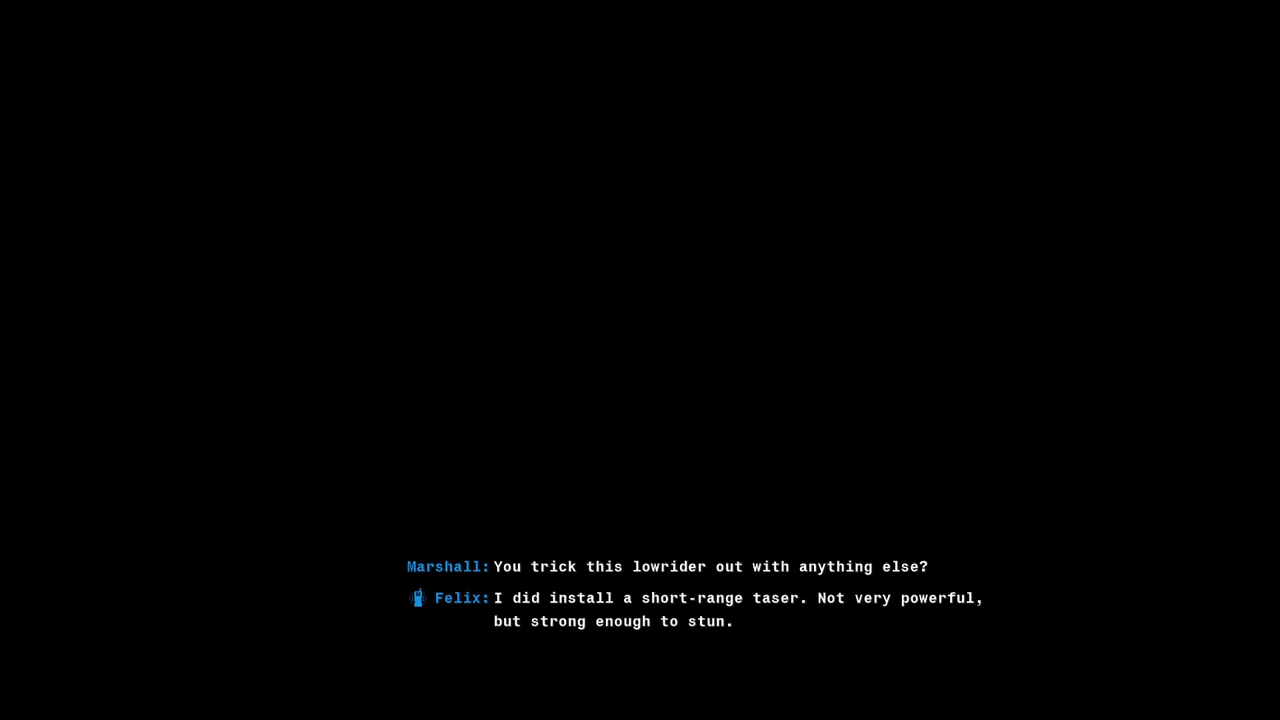 Marshall: You trick this lowrider out with anything else?
Felix: I did install a short-range taser. Not very powerful,
but strong enough to stun.